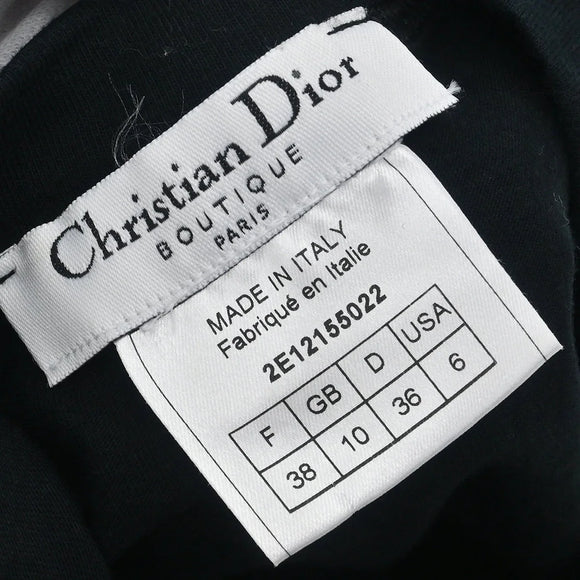 Christian Dior
BOUTIQUE
PARIS
MADE IN ITALY
Fabriqué en Italie
2E12155022
F GB D USA
38 10 36 6